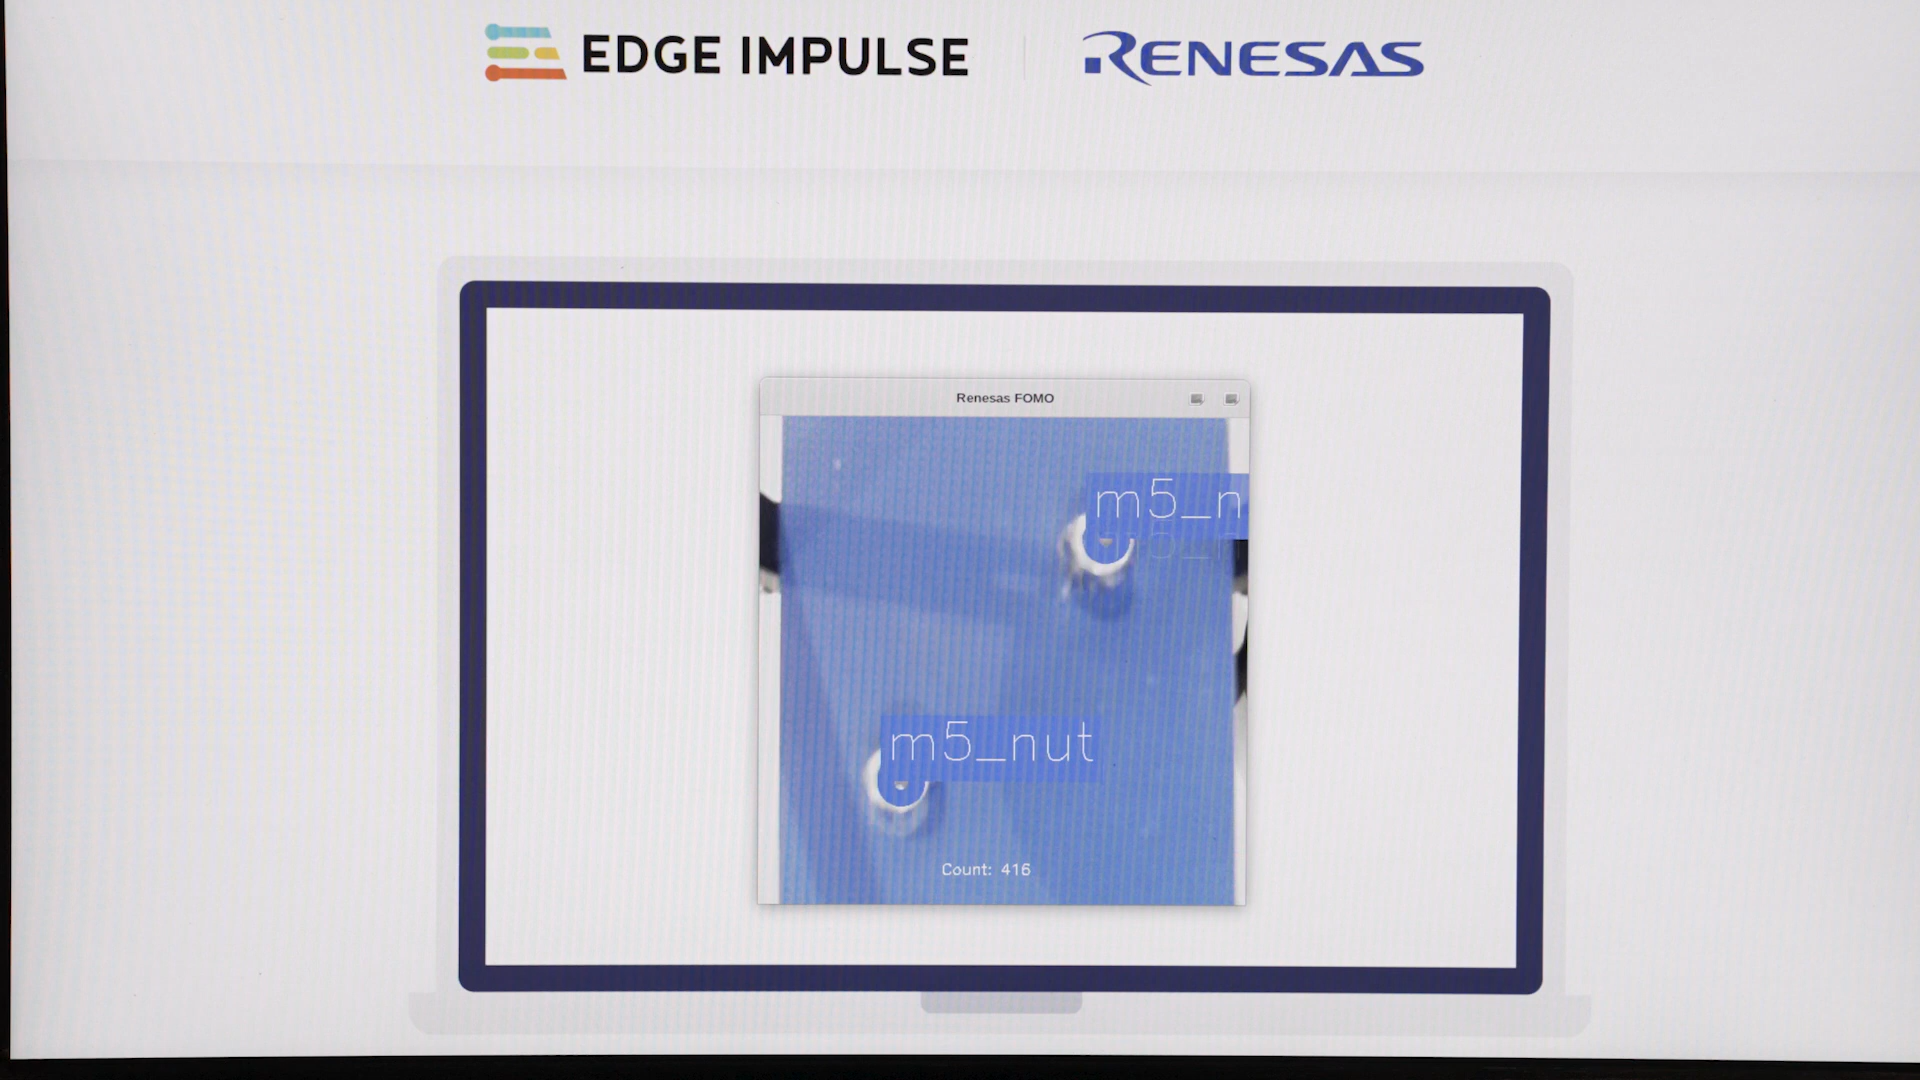 EDGE IMPULSE
RENESAS
Renesas FOMO
m5_n
m5_nut
Count: 416